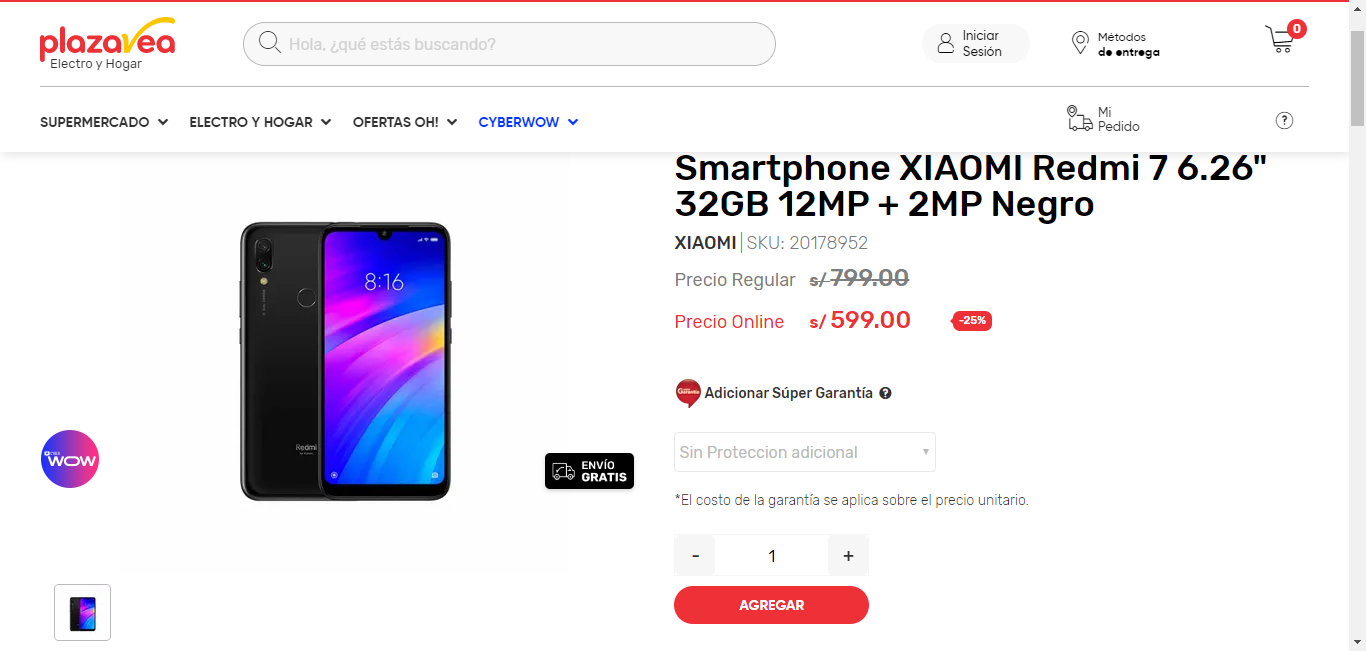 plazavea
Electro y Hogar
Hola, ¿qué estás buscando?
Iniciar
Sesión
Métodos
de entrega
0
SUPERMERCADO
ELECTRO Y HOGAR
OFERTAS OH!
CYBERWOW
Mi
Pedido
?
Smartphone XIAOMI Redmi 7 6.26"
32GB 12MP + 2MP Negro
XIAOMI | SKU: 20178952
Precio Regular s/ 799.00
Precio Online s/ 599.00 -25%
8:16
Redmi
WOW
ENVÍO
GRATIS
Garantía
Adicionar Súper Garantía ?
Sin Proteccion adicional
*El costo de la garantía se aplica sobre el precio unitario.
- 1 +
AGREGAR